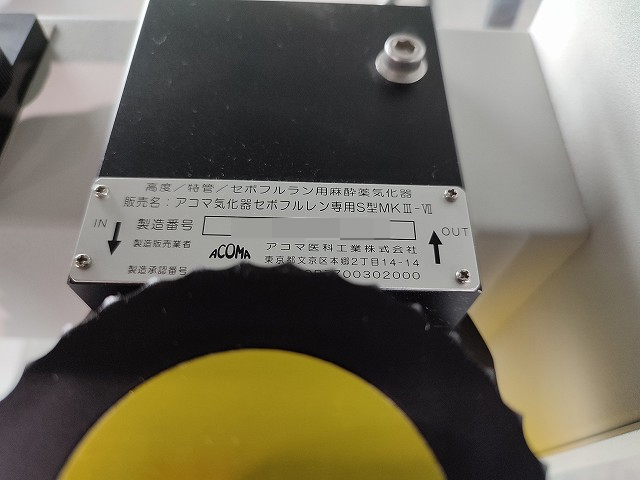 高度／特管／セボフルラン用麻酔薬気化器
販売名：アコマ気化器セボフルレン専用S型MKⅢ-Ⅶ
IN
製造番号
OUT
製造販売業者
ACOMA
アコマ医科工業株式会社
東京都文京区本郷2丁目14-14
製造承認番号
00302000